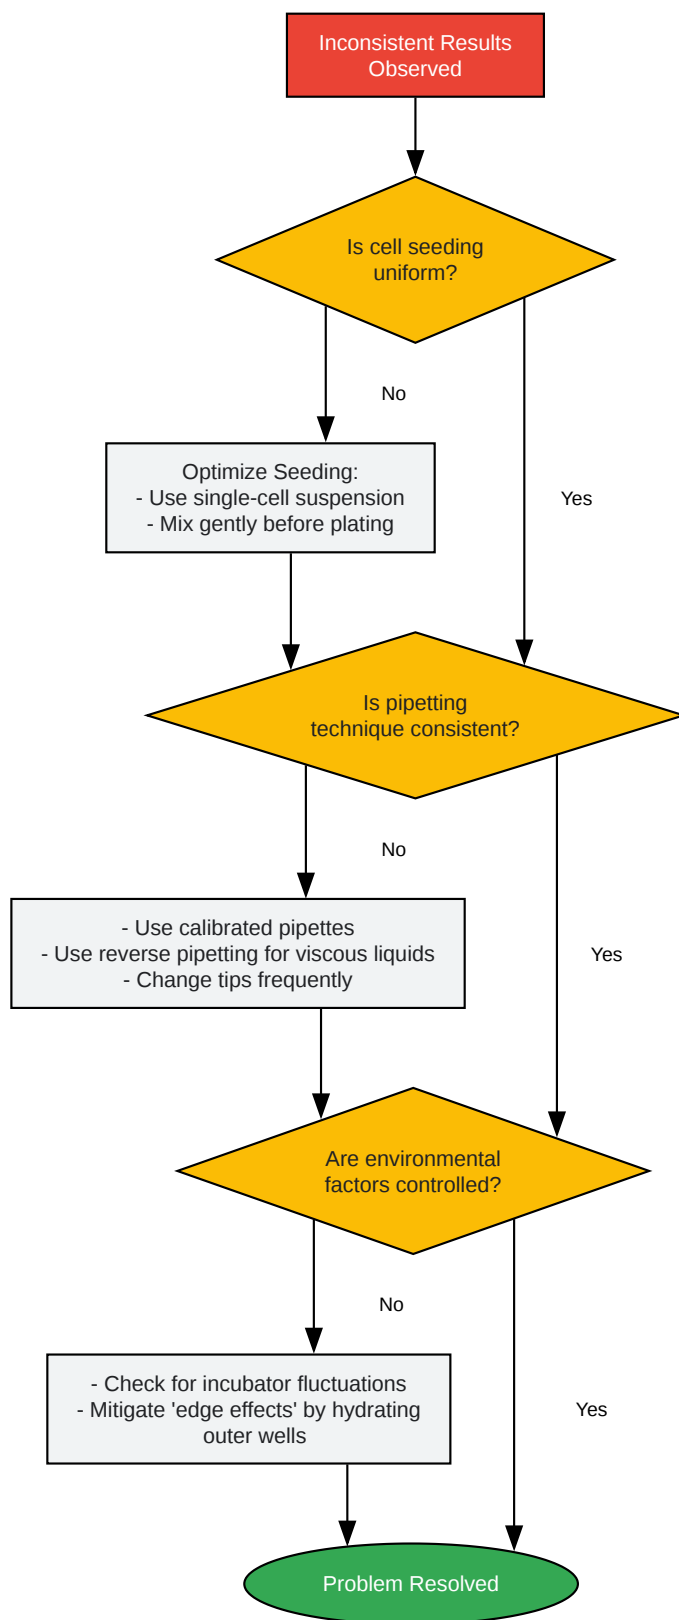 Inconsistent Results
Observed
Is cell seeding
uniform?
No
Optimize Seeding:
- Use single-cell suspension
- Mix gently before plating
Yes
Is pipetting
technique consistent?
No
- Use calibrated pipettes
- Use reverse pipetting for viscous liquids
- Change tips frequently
Yes
Are environmental
factors controlled?
No
- Check for incubator fluctuations
- Mitigate 'edge effects' by hydrating
outer wells
Yes
Problem Resolved